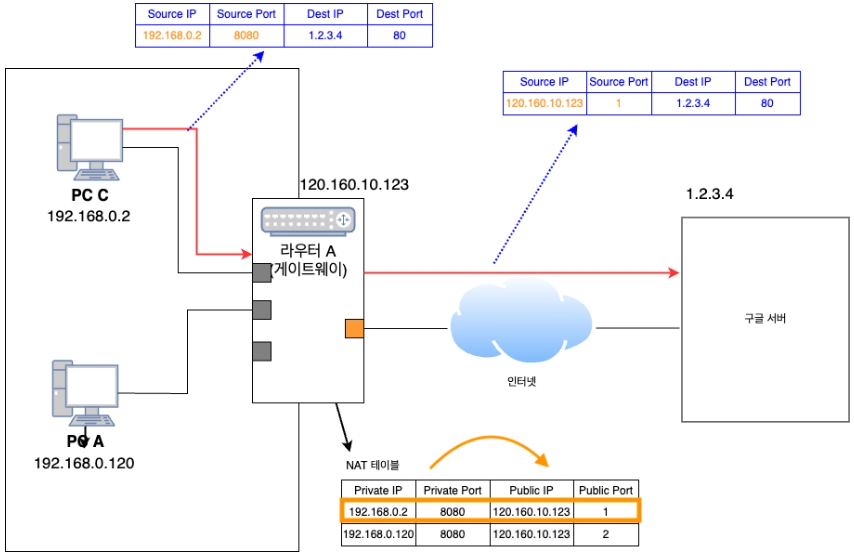 Source IP Source Port Dest IP Dest Port
192.168.0.2 8080 1.2.3.4 80
Source IP Source Port Dest IP Dest Port
120.160.10.123 1 1.2.3.4 80
PC C
192.168.0.2
120.160.10.123
1.2.3.4
라우터 A
(게이트웨이)
구글 서버
인터넷
PC A
192.168.0.120
NAT 테이블
Private IP Private Port Public IP Public Port
192.168.0.2 8080 120.160.10.123 1
192.168.0.120 8080 120.160.10.123 2